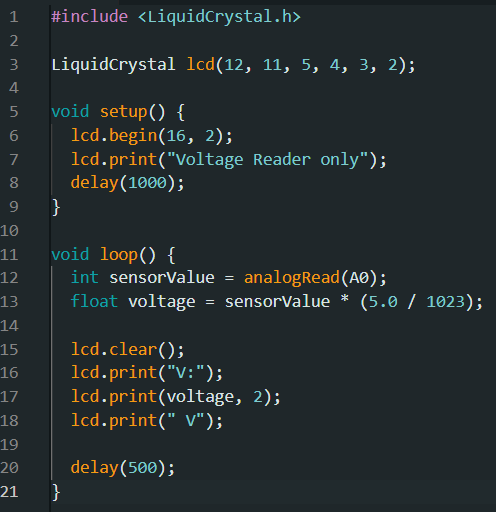 1 #include <LiquidCrystal.h>
2
3 LiquidCrystal lcd(12, 11, 5, 4, 3, 2);
4
5 void setup() {
6   lcd.begin(16, 2);
7   lcd.print("Voltage Reader only");
8   delay(1000);
9 }
10
11 void loop() {
12   int sensorValue = analogRead(A0);
13   float voltage = sensorValue * (5.0 / 1023);
14
15   lcd.clear();
16   lcd.print("V:");
17   lcd.print(voltage, 2);
18   lcd.print(" V");
19
20   delay(500);
21 }